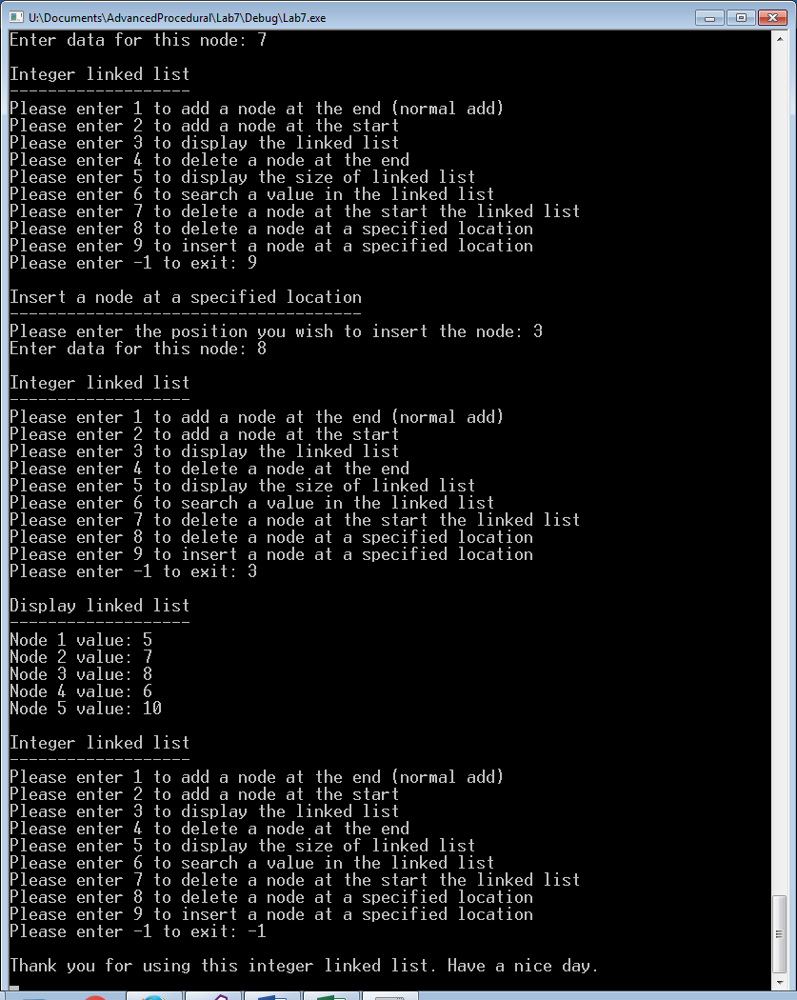 U:\Documents\AdvancedProcedural\Lab7\Debug\Lab7.exe
Enter data for this node: 7
Integer linked list
-------------------
Please enter 1 to add a node at the end (normal add)
Please enter 2 to add a node at the start
Please enter 3 to display the linked list
Please enter 4 to delete a node at the end
Please enter 5 to display the size of linked list
Please enter 6 to search a value in the linked list
Please enter 7 to delete a node at the start the linked list
Please enter 8 to delete a node at a specified location
Please enter 9 to insert a node at a specified location
Please enter -1 to exit: 9
Insert a node at a specified location
-------------------------------------
Please enter the position you wish to insert the node: 3
Enter data for this node: 8
Integer linked list
-------------------
Please enter 1 to add a node at the end (normal add)
Please enter 2 to add a node at the start
Please enter 3 to display the linked list
Please enter 4 to delete a node at the end
Please enter 5 to display the size of linked list
Please enter 6 to search a value in the linked list
Please enter 7 to delete a node at the start the linked list
Please enter 8 to delete a node at a specified location
Please enter 9 to insert a node at a specified location
Please enter -1 to exit: 3
Display linked list
-------------------
Node 1 value: 5
Node 2 value: 7
Node 3 value: 8
Node 4 value: 6
Node 5 value: 10
Integer linked list
-------------------
Please enter 1 to add a node at the end (normal add)
Please enter 2 to add a node at the start
Please enter 3 to display the linked list
Please enter 4 to delete a node at the end
Please enter 5 to display the size of linked list
Please enter 6 to search a value in the linked list
Please enter 7 to delete a node at the start the linked list
Please enter 8 to delete a node at a specified location
Please enter 9 to insert a node at a specified location
Please enter -1 to exit: -1
Thank you for using this integer linked list. Have a nice day.